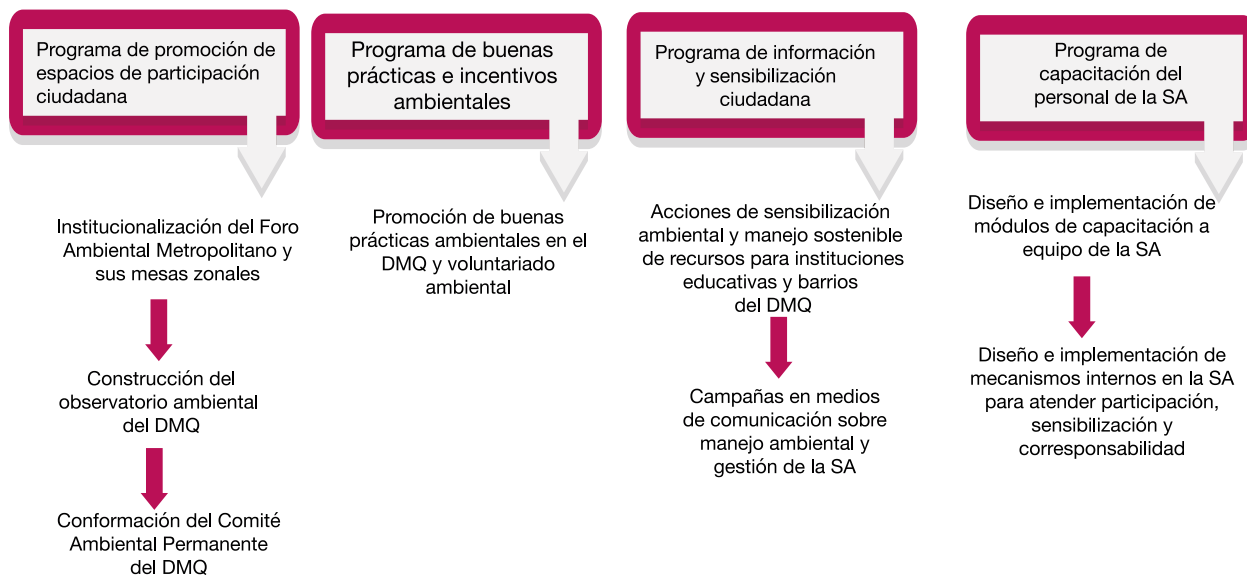 Programa de promoción de
espacios de participación
ciudadana
Institucionalización del Foro
Ambiental Metropolitano y
sus mesas zonales
Construcción del
observatorio ambiental
del DMQ
Conformación del Comité
Ambiental Permanente
del DMQ
Programa de buenas
prácticas e incentivos
ambientales
Promoción de buenas
prácticas ambientales en el
DMQ y voluntariado
ambiental
Programa de información
y sensibilización
ciudadana
Acciones de sensibilización
ambiental y manejo sostenible
de recursos para instituciones
educativas y barrios
del DMQ
Campañas en medios
de comunicación sobre
manejo ambiental y
gestión de la SA
Programa de
capacitación del
personal de la SA
Diseño e implementación de
módulos de capacitación a
equipo de la SA
Diseño e implementación de
mecanismos internos en la SA
para atender participación,
sensibilización y
corresponsabilidad